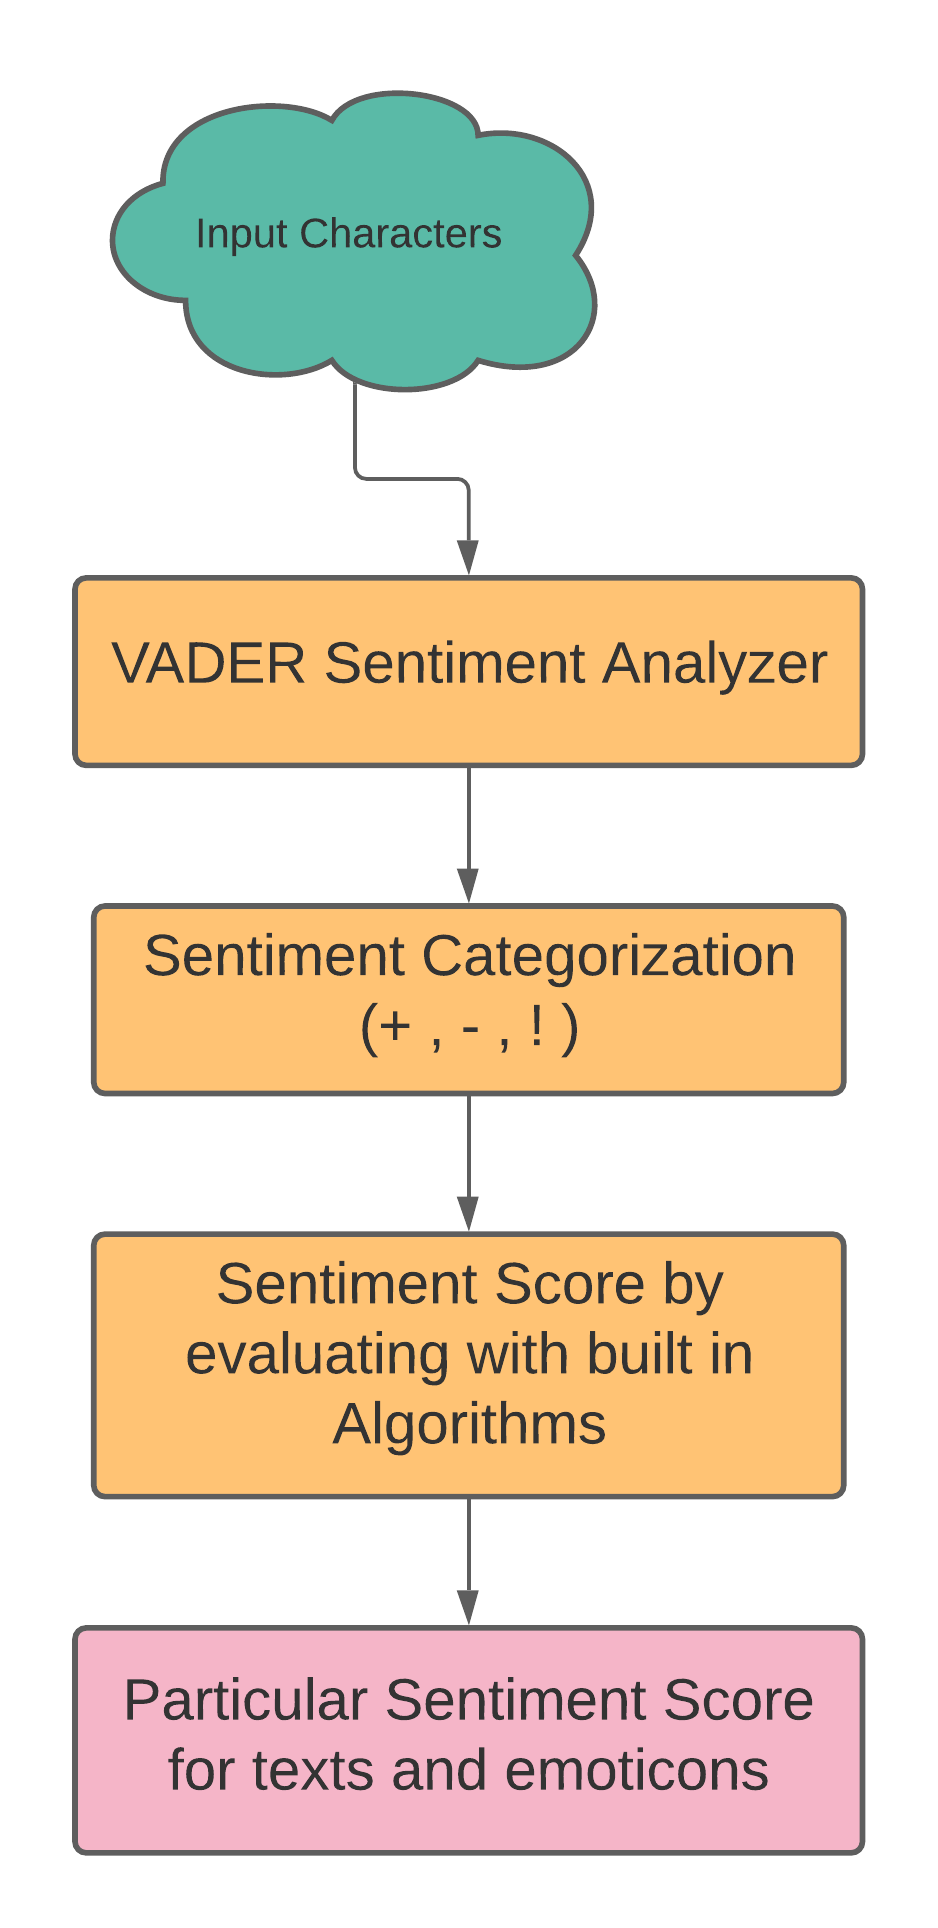 Input Characters
VADER Sentiment Analyzer
Sentiment Categorization
(+ , - , ! )
Sentiment Score by
evaluating with built in
Algorithms
Particular Sentiment Score
for texts and emoticons